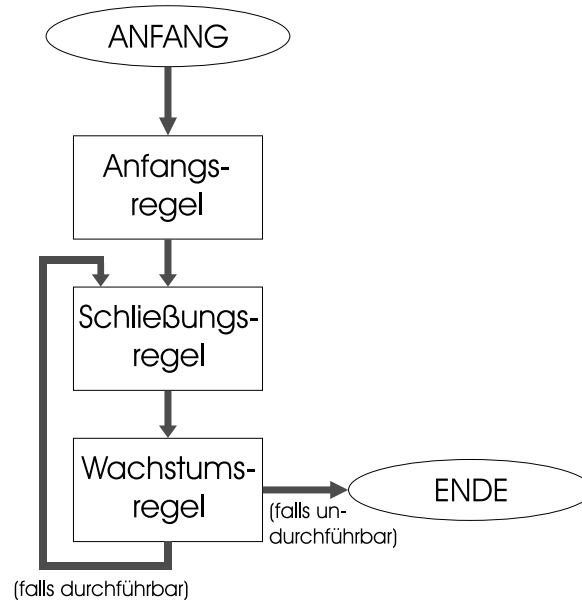 ANFANG
Anfangs-
regel
Schließungs-
regel
Wachstums-
regel
ENDE
(falls un-
durchführbar)
(falls durchführbar)